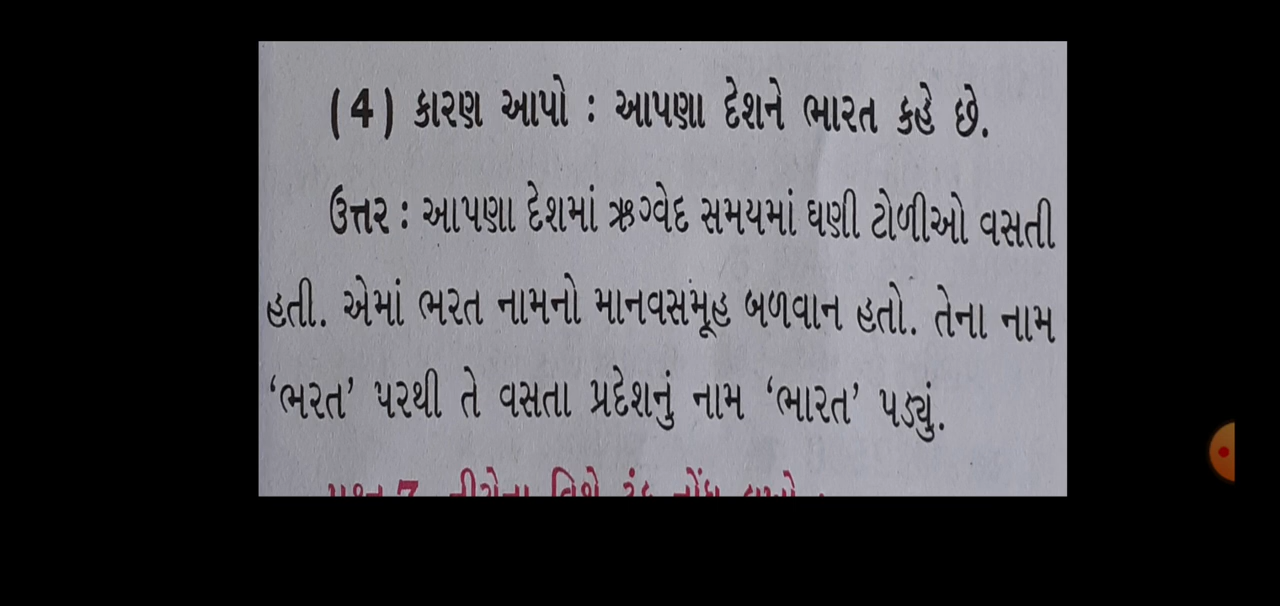 (4) કારણ આપો : આપણા દેશને ભારત કહે છે.
ઉત્તર : આપણા દેશમાં ઋગ્વેદ સમયમાં ઘણી ટોળીઓ વસતી
હતી. એમાં ભરત નામનો માનવસમૂહ બળવાન હતો. તેના નામ
‘ભરત’ પરથી તે વસતા પ્રદેશનું નામ ‘ભારત’ પડ્યું.